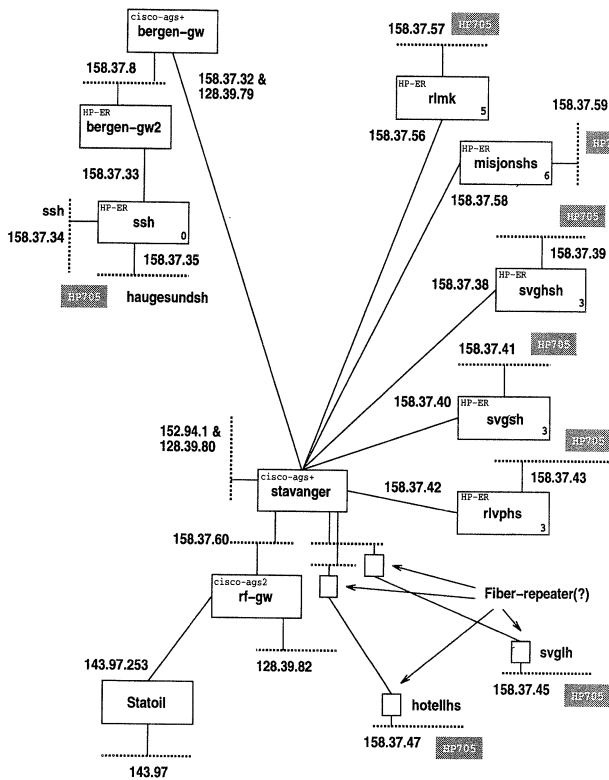 cisco-ags+
bergen-gw
158.37.8
158.37.32 &
128.39.79
HP-ER
bergen-gw2
158.37.33
ssh
158.37.34
HP-ER
ssh
0
158.37.35
HP705
haugesundsh
158.37.57
HP705
HP-ER
rlmk
5
158.37.56
158.37.59
HP-ER
misjonshs
6
HP7
158.37.58
HP705
158.37.39
158.37.38
HP-ER
svghsh
3
158.37.41
HP705
158.37.40
HP-ER
svgsh
3
HP705
158.37.43
158.37.42
HP-ER
rlvphs
3
152.94.1 &
128.39.80
cisco-ags+
stavanger
158.37.60
cisco-ags2
rf-gw
128.39.82
Fiber-repeater(?)
svglh
158.37.45
HP705
143.97.253
Statoil
143.97
hotellhs
158.37.47
HP705